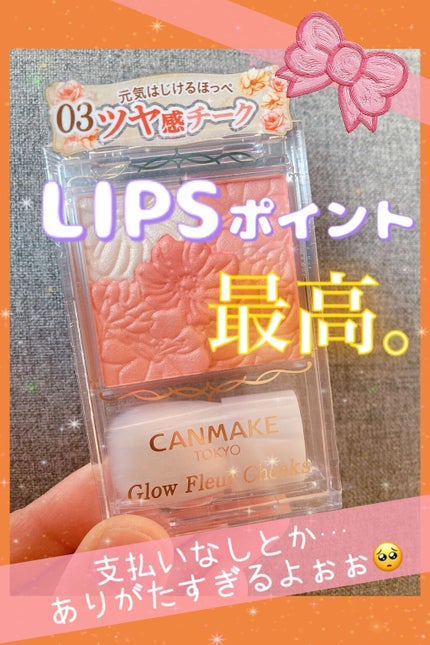 元気はじけるほっぺ
03 ツヤ感チーク
LIPSポイント
最高。
CANMAKE
TOKYO
Glow Fleur Cheeks
支払いなしとか…
ありがたすぎるよぉぉ🥺